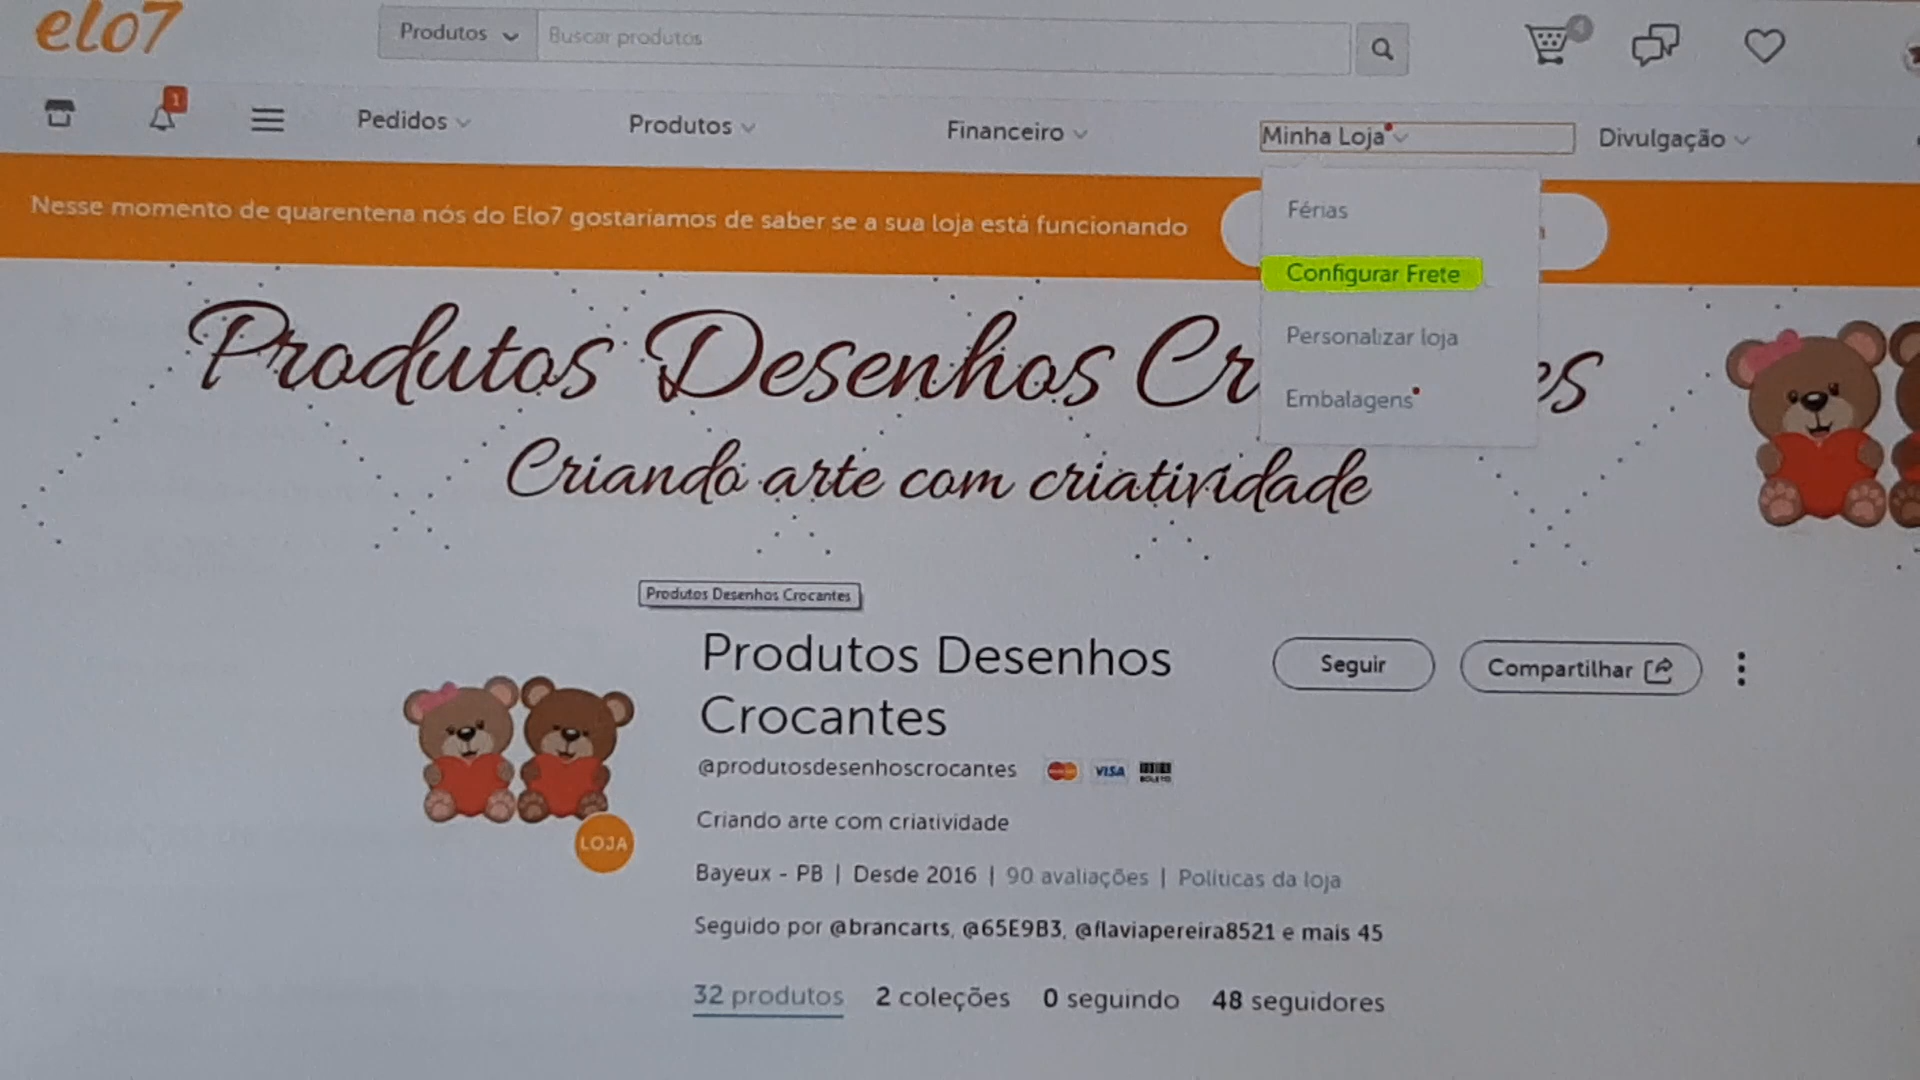 elo7
Produtos
Buscar produtos
4
1
Pedidos
Produtos
Financeiro
Minha Loja
Divulgação
Nesse momento de quarentena nós do Elo7 gostaríamos de saber se a sua loja está funcionando
Férias
Configurar Frete
Personalizar loja
Embalagens
Produtos Desenhos Cr es
Criando arte com criatividade
Produtos Desenhos Crocantes
Produtos Desenhos
Crocantes
Seguir
Compartilhar
@produtosdesenhoscrocantes
VISA
BOLETO
LOJA
Criando arte com criatividade
Bayeux - PB | Desde 2016 | 90 avaliações | Políticas da loja
Seguido por @brancarts, @65E9B3, @flaviapereira8521 e mais 45
32 produtos 2 coleções 0 seguindo 48 seguidores